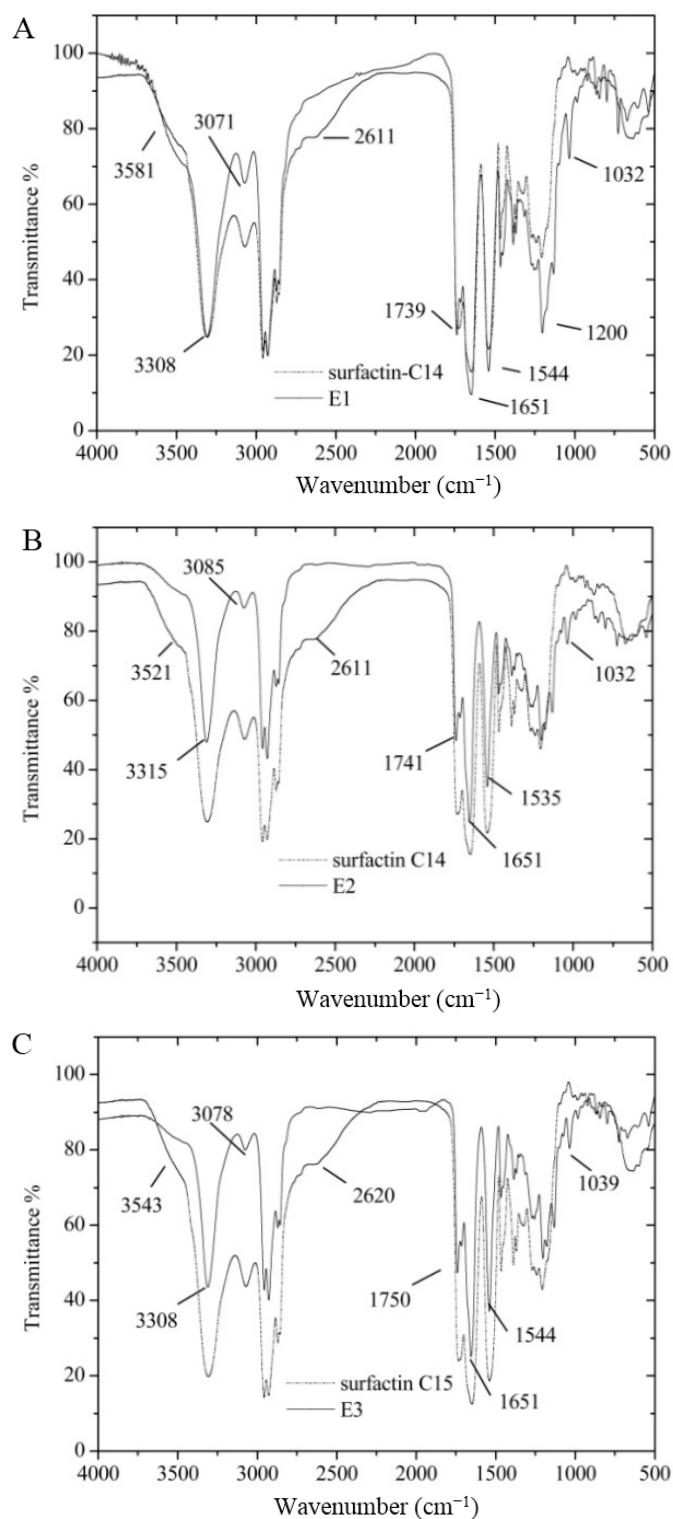 A
100
80
60
40
20
0
Transmittance %
3581
3071
3308
2611
1739
1651
1544
1200
1032
surfactin-C14
E1
4000 3500 3000 2500 2000 1500 1000 500
Wavenumber (cm⁻¹)
B
100
80
60
40
20
0
Transmittance %
3085
3521
3315
2611
1741
1651
1535
1032
surfactin C14
E2
4000 3500 3000 2500 2000 1500 1000 500
Wavenumber (cm⁻¹)
C
100
80
60
40
20
0
Transmittance %
3078
3543
3308
2620
1750
1651
1544
1039
surfactin C15
E3
4000 3500 3000 2500 2000 1500 1000 500
Wavenumber (cm⁻¹)